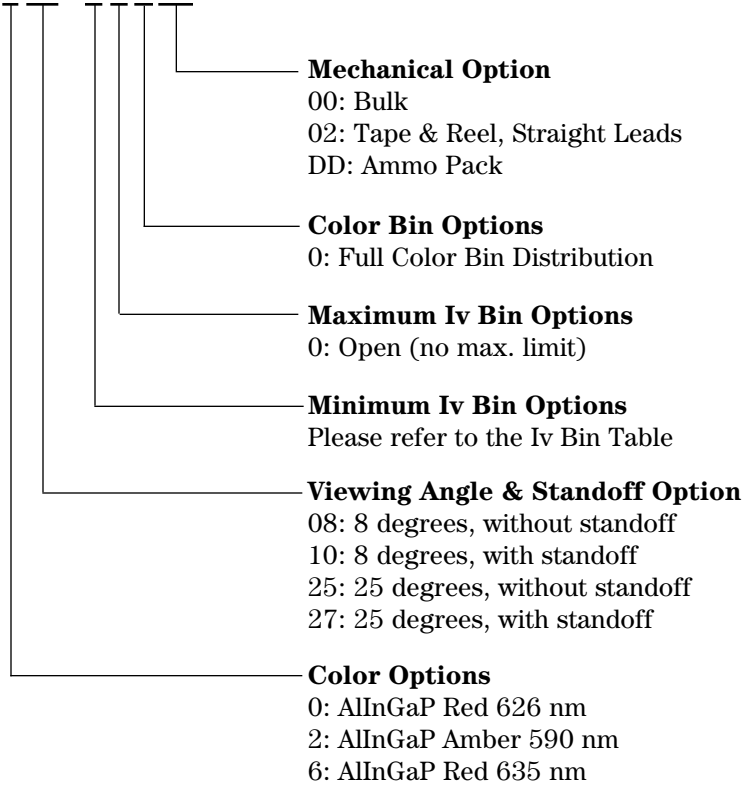 Mechanical Option
00: Bulk
02: Tape & Reel, Straight Leads
DD: Ammo Pack
Color Bin Options
0: Full Color Bin Distribution
Maximum Iv Bin Options
0: Open (no max. limit)
Minimum Iv Bin Options
Please refer to the Iv Bin Table
Viewing Angle & Standoff Option
08: 8 degrees, without standoff
10: 8 degrees, with standoff
25: 25 degrees, without standoff
27: 25 degrees, with standoff
Color Options
0: AlInGaP Red 626 nm
2: AlInGaP Amber 590 nm
6: AlInGaP Red 635 nm